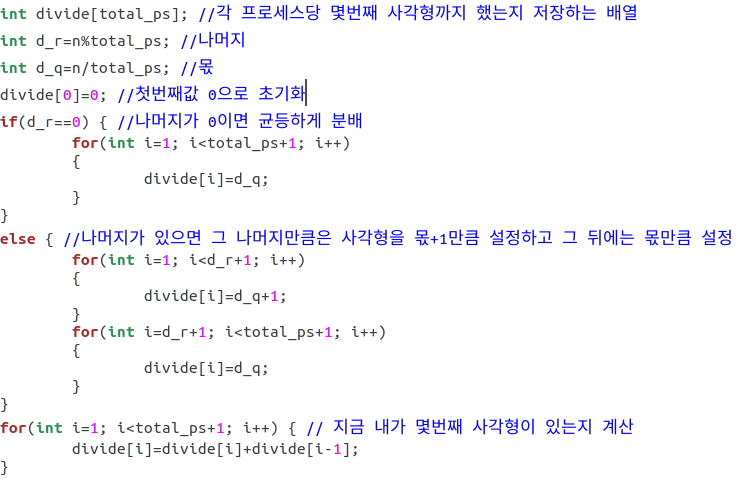 int divide[total_ps]; //각 프로세스당 몇번째 사각형까지 했는지 저장하는 배열
int d_r=n%total_ps; //나머지
int d_q=n/total_ps; //몫
divide[0]=0; //첫번째값 0으로 초기화
if(d_r==0) { //나머지가 0이면 균등하게 분배
        for(int i=1; i<total_ps+1; i++)
        {
                divide[i]=d_q;
        }
}
else { //나머지가 있으면 그 나머지만큼은 사각형을 몫+1만큼 설정하고 그 뒤에는 몫만큼 설정
        for(int i=1; i<d_r+1; i++)
        {
                divide[i]=d_q+1;
        }
        for(int i=d_r+1; i<total_ps+1; i++)
        {
                divide[i]=d_q;
        }
}
for(int i=1; i<total_ps+1; i++) { // 지금 내가 몇번째 사각형이 있는지 계산
        divide[i]=divide[i]+divide[i-1];
}